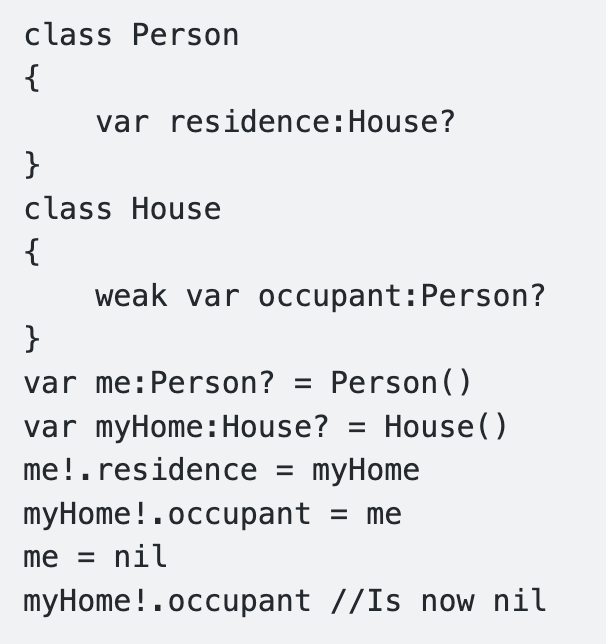 class Person
{
    var residence:House?
}
class House
{
    weak var occupant:Person?
}
var me:Person? = Person()
var myHome:House? = House()
me!.residence = myHome
myHome!.occupant = me
me = nil
myHome!.occupant //Is now nil